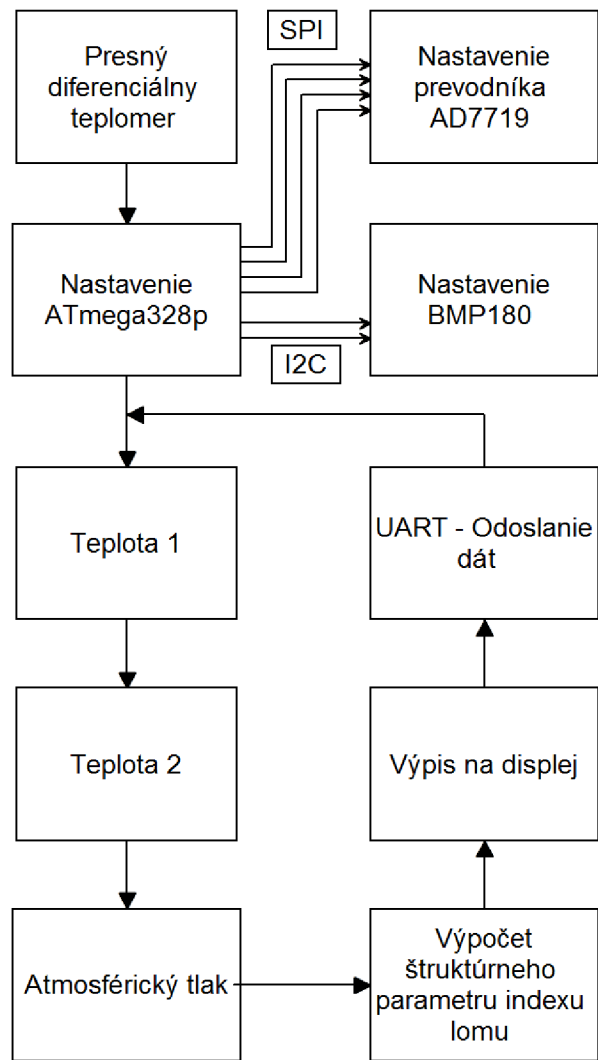 Presný
diferenciálny
teplomer
SPI
Nastavenie
prevodníka
AD7719
Nastavenie
ATmega328p
Nastavenie
BMP180
I2C
Teplota 1
UART - Odoslanie
dát
Teplota 2
Výpis na displej
Atmosférický tlak
Výpočet
štruktúrneho
parametru indexu
lomu